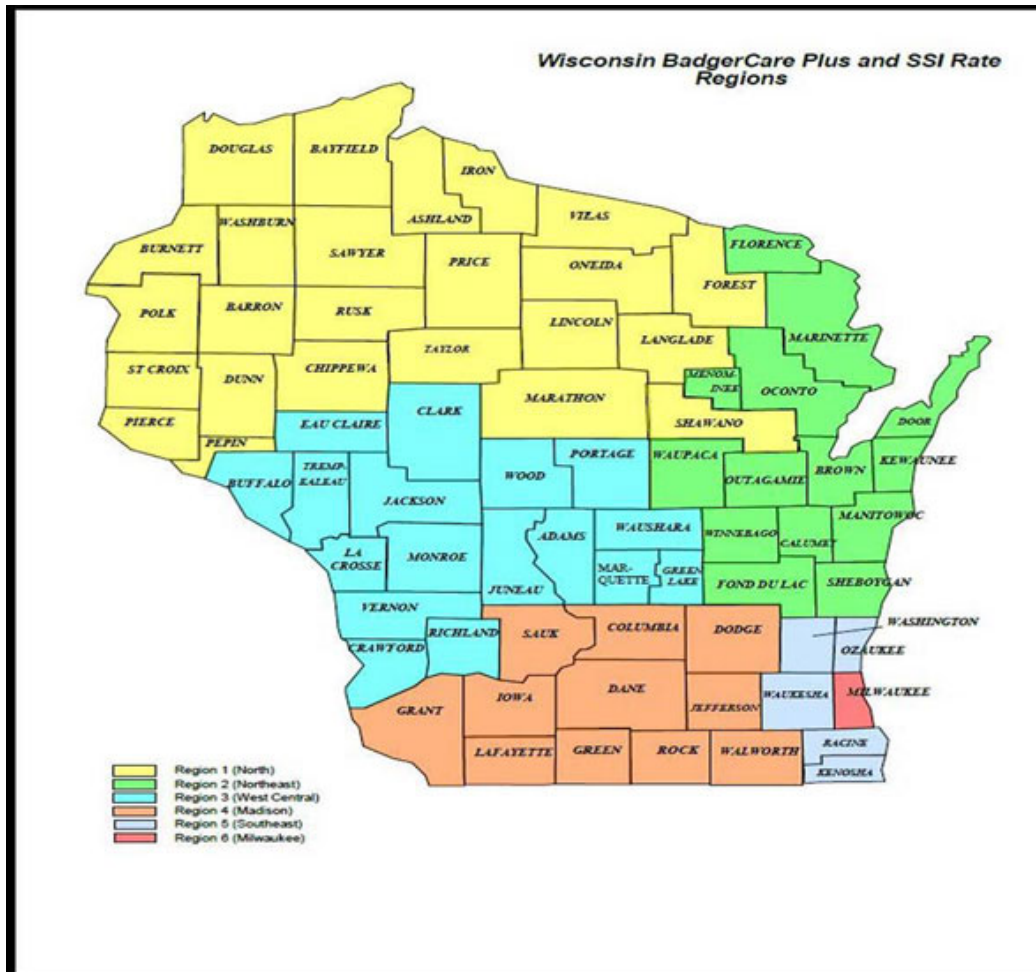 Wisconsin BadgerCare Plus and SSI Rate
Regions
DOUGLAS
BAYFIELD
IRON
ASHLAND
VILAS
WASHBURN
BURNETT
SAWYER
PRICE
ONEIDA
FLORENCE
FOREST
POLK
BARRON
RUSK
LINCOLN
MARINETTE
LANGLADE
TAYLOR
ST CROIX
DUNN
CHIPPEWA
MENOM-
INEE
OCONTO
MARATHON
CLARK
PIERCE
EAU CLAIRE
SHAWANO
DOOR
PEPIN
PORTAGE
WAUPACA
KEWAUNEE
BROWN
WOOD
OUTAGAMIE
BUFFALO
TREMP-
EALEAU
JACKSON
MANITOWOC
WAUSHARA
ADAMS
WINNEBAGO
CALUMET
LA
CROSSE
MONROE
MAR-
QUETTE
GREEN
LAKE
JUNEAU
FOND DU LAC
SHEBOYGAN
VERNON
RICHLAND
SAUK
COLUMBIA
DODGE
WASHINGTON
CRAWFORD
OZAUKEE
DANE
IOWA
WAUKESHA
MILWAUKEE
GRANT
JEFFERSON
LAFAYETTE
GREEN
ROCK
WALWORTH
RACINE
KENOSHA
Region 1 (North)
Region 2 (Northeast)
Region 3 (West Central)
Region 4 (Madison)
Region 5 (Southeast)
Region 6 (Milwaukee)